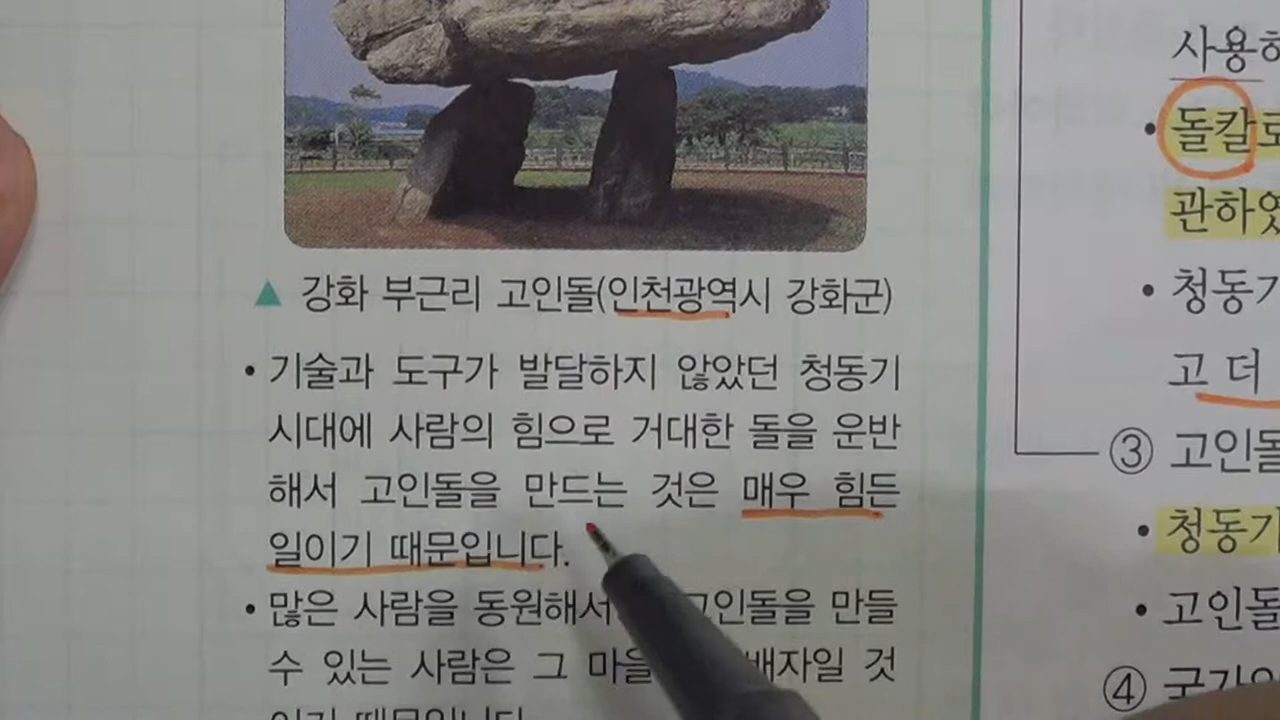 ▲ 강화 부근리 고인돌(인천광역시 강화군)
• 기술과 도구가 발달하지 않았던 청동기
시대에 사람의 힘으로 거대한 돌을 운반
해서 고인돌을 만드는 것은 매우 힘든
일이기 때문입니다.
• 많은 사람을 동원해서 고인돌을 만들
수 있는 사람은 그 마을 것
사용
• 돌칼로
관하였
• 청동기
고 더
③ 고인돌
• 청동기
• 고인돌
④